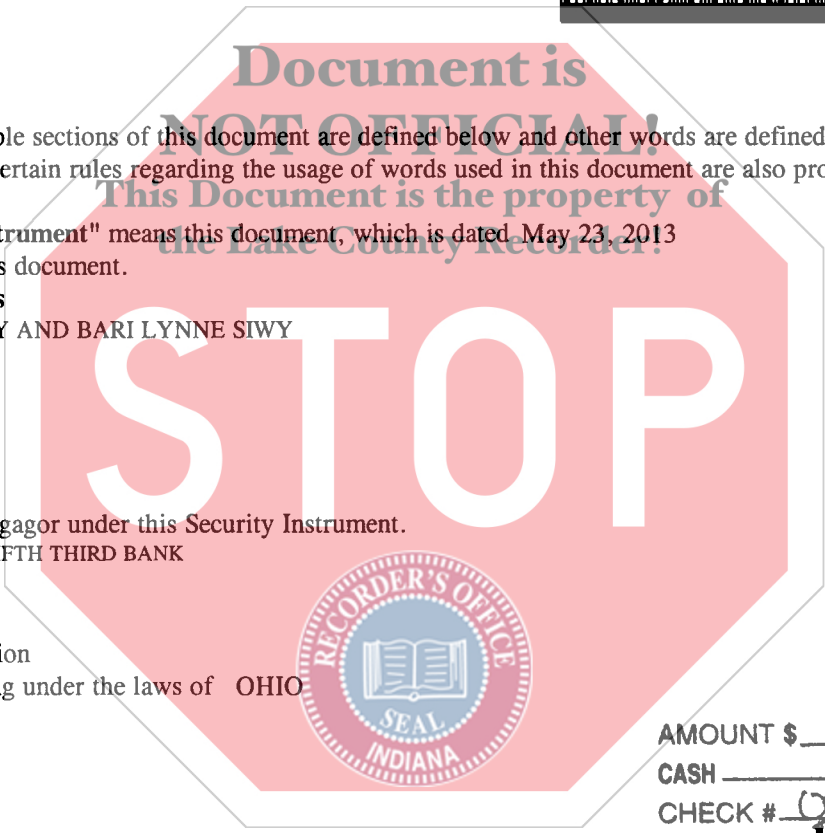 Document is
NOT OFFICIAL!
ple sections of this document are defined below and other words are defined
ertain rules regarding the usage of words used in this document are also pro
This Document is the property of
trument" means this document, which is dated May 23, 2013
the Lake County Recorder!
s document.
s
Y AND BARI LYNNE SIWY
STOP
gagor under this Security Instrument.
FTH THIRD BANK
RECORDER'S OFFICE
ion
g under the laws of OHIO
SEAL
INDIANA
AMOUNT $
CASH
CHECK #